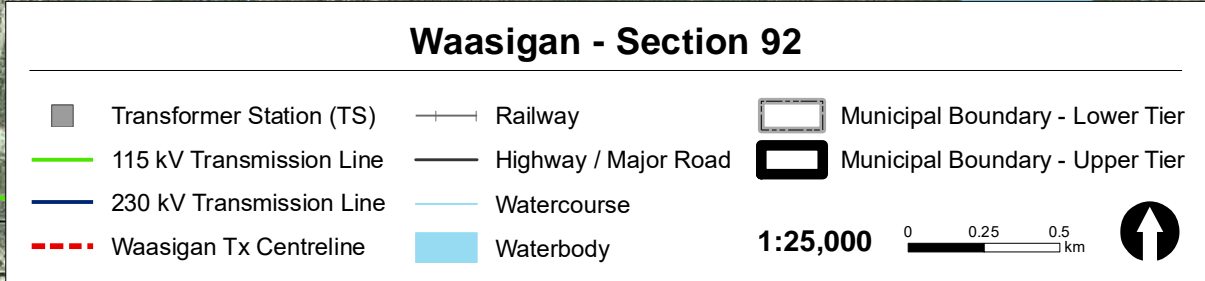 Waasigan - Section 92
Transformer Station (TS)
115 kV Transmission Line
230 kV Transmission Line
Waasigan Tx Centreline
Railway
Highway / Major Road
Watercourse
Waterbody
Municipal Boundary - Lower Tier
Municipal Boundary - Upper Tier
1:25,000
0 0.25 0.5
km